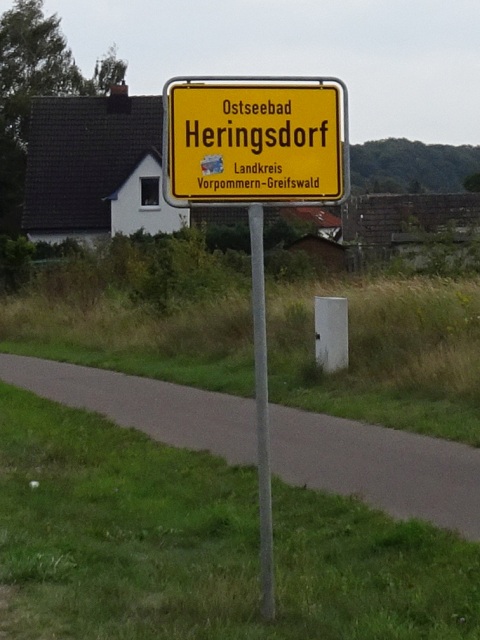 Ostseebad
Heringsdorf
Landkreis
Vorpommern-Greifswald